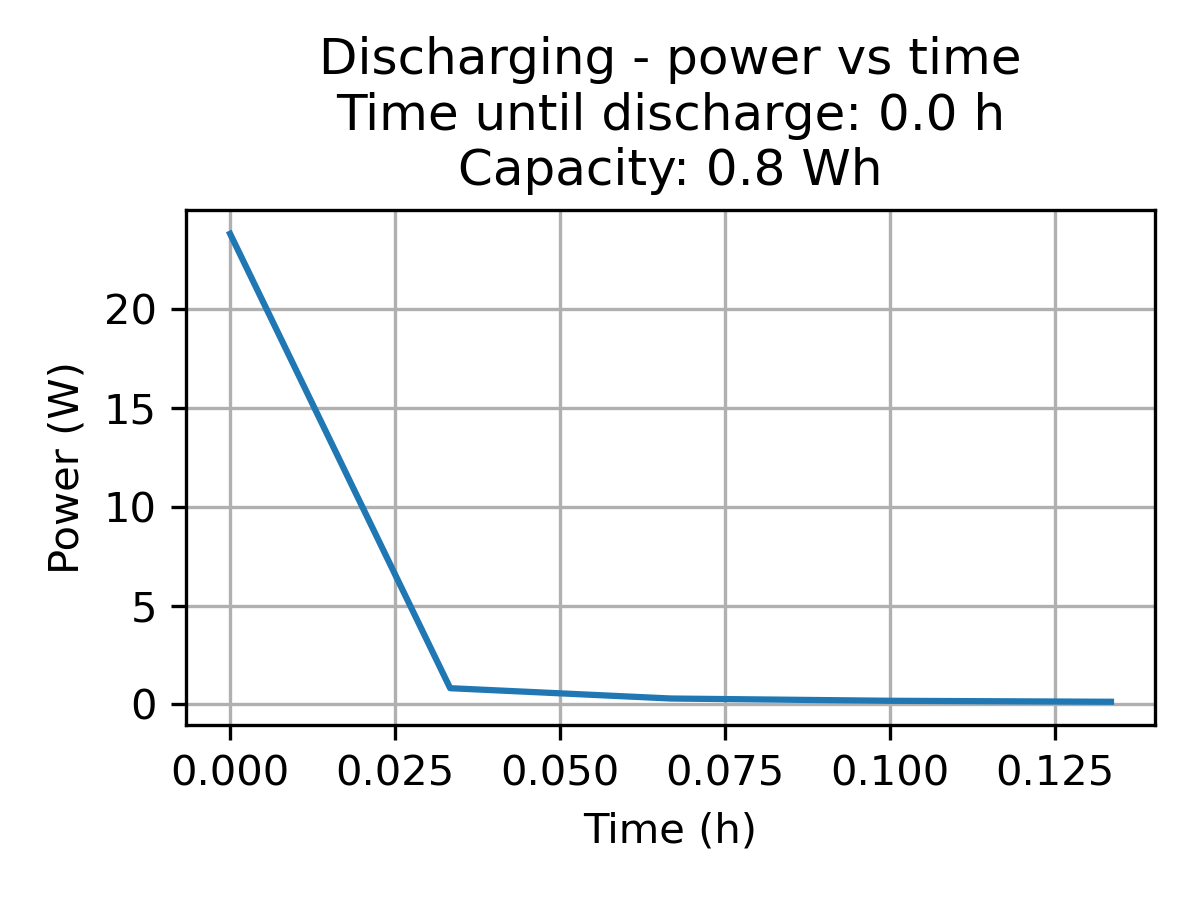 Discharging - power vs time
Time until discharge: 0.0 h
Capacity: 0.8 Wh
Power (W)
20
15
10
5
0
0.000 0.025 0.050 0.075 0.100 0.125
Time (h)